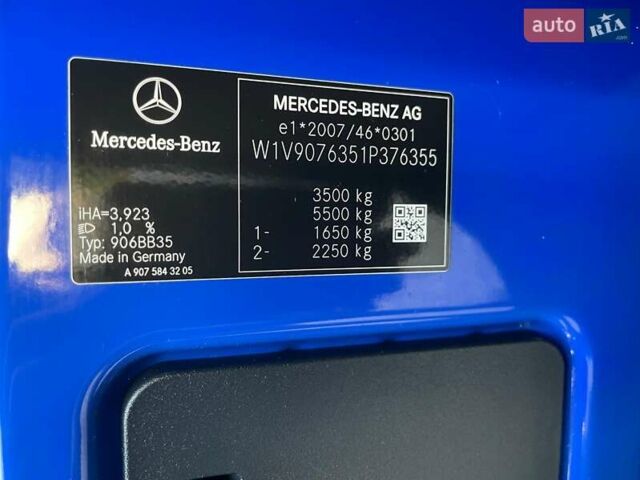 auto RIA .com
Mercedes-Benz
MERCEDES-BENZ AG
e1*2007/46*0301
W1V9076351P376355
3500 kg
5500 kg
1- 1650 kg
2- 2250 kg
iHA=3,923
1,0 %
Typ: 906BB35
Made in Germany
A 907 584 32 05